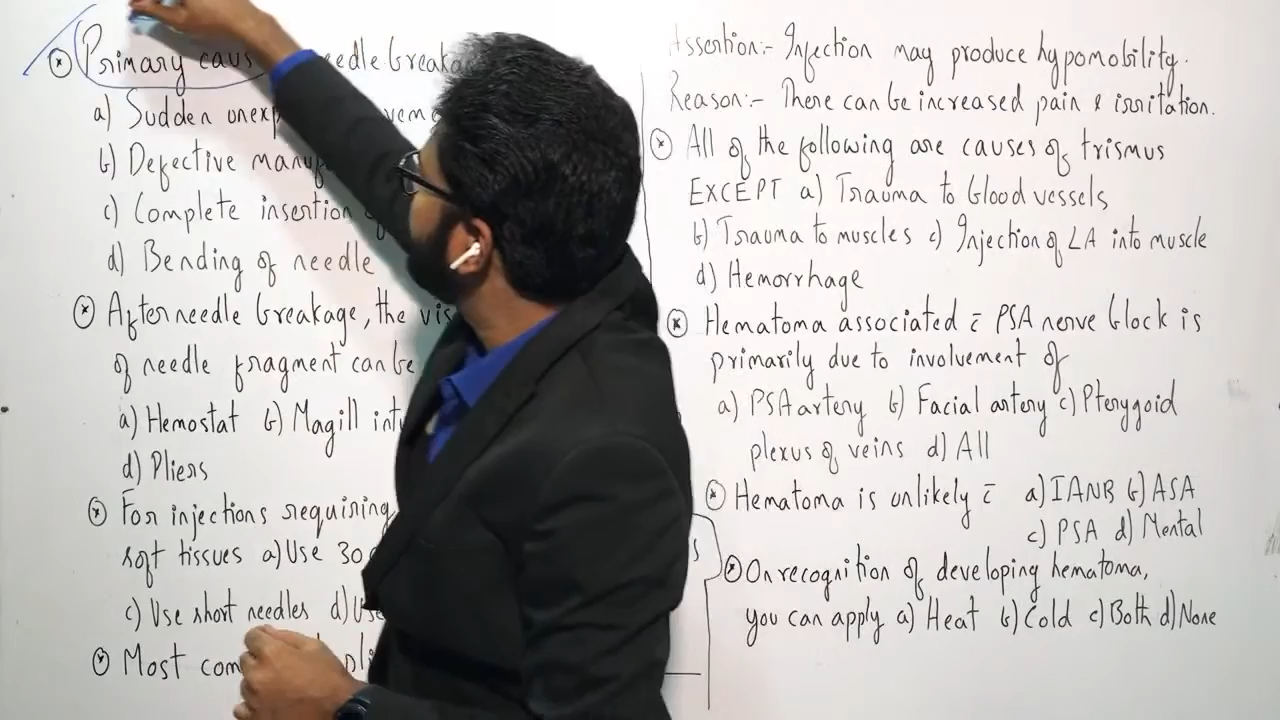 Primary caus needle breaka
a) Sudden unexp vem
b) Defective manuf
c) Complete insertion
d) Bending of needle
After needle breakage, the vis
of needle fragment can be
a) Hemostat b) Magill int
d) Pliers
For injections requiring
soft tissues a) Use 30
c) Use short needles d) Use
Most com pli
s
Assertion:- Injection may produce hypomobility.
Reason:- There can be increased pain & irritation.
All of the following are causes of trismus
EXCEPT a) Trauma to blood vessels
b) Trauma to muscles c) Injection of LA into muscle
d) Hemorrhage
Hematoma associated c̄ PSA nerve block is
primarily due to involvement of
a) PSA artery b) Facial artery c) Pterygoid
plexus of veins d) All
Hematoma is unlikely c̄ a) IANB b) ASA
c) PSA d) Mental
On recognition of developing hematoma,
you can apply a) Heat b) Cold c) Both d) None